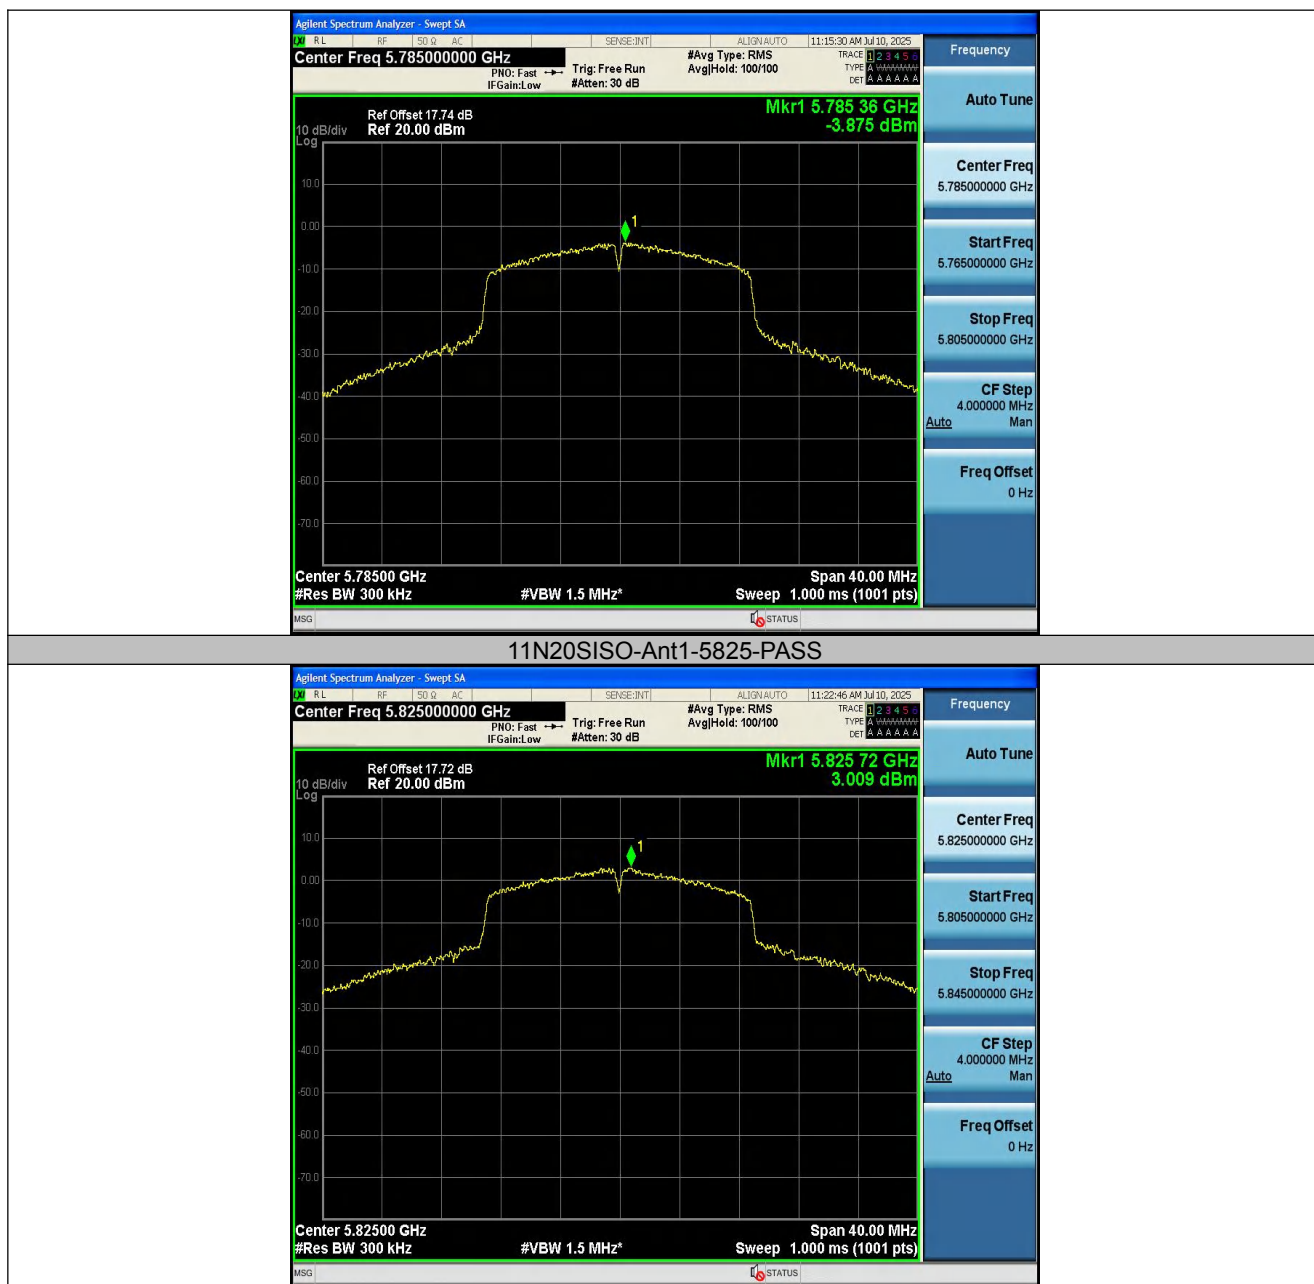 Agilent Spectrum Analyzer - Swept SA
LXI RL RF 50 Ω AC SENSE:INT ALIGN AUTO 11:15:30 AM Jul 10, 2025
Center Freq 5.785000000 GHz
PNO: Fast
IFGain:Low
Trig: Free Run
#Atten: 30 dB
#Avg Type: RMS
Avg|Hold: 100/100
TRACE 1 2 3 4 5 6
TYPE A
DET A A A A A A
Ref Offset 17.74 dB
10 dB/div Ref 20.00 dBm
Log
Mkr1 5.785 36 GHz
-3.875 dBm
1
10.0
0.00
-10.0
-20.0
-30.0
-40.0
-50.0
-60.0
-70.0
Center 5.78500 GHz Span 40.00 MHz
#Res BW 300 kHz #VBW 1.5 MHz* Sweep 1.000 ms (1001 pts)
MSG STATUS
Frequency
Auto Tune
Center Freq
5.785000000 GHz
Start Freq
5.765000000 GHz
Stop Freq
5.805000000 GHz
CF Step
4.000000 MHz
Auto Man
Freq Offset
0 Hz
11N20SISO-Ant1-5825-PASS
Agilent Spectrum Analyzer - Swept SA
LXI RL RF 50 Ω AC SENSE:INT ALIGN AUTO 11:22:46 AM Jul 10, 2025
Center Freq 5.825000000 GHz
PNO: Fast
IFGain:Low
Trig: Free Run
#Atten: 30 dB
#Avg Type: RMS
Avg|Hold: 100/100
TRACE 1 2 3 4 5 6
TYPE A
DET A A A A A A
Ref Offset 17.72 dB
10 dB/div Ref 20.00 dBm
Log
Mkr1 5.825 72 GHz
3.009 dBm
1
10.0
0.00
-10.0
-20.0
-30.0
-40.0
-50.0
-60.0
-70.0
Center 5.82500 GHz Span 40.00 MHz
#Res BW 300 kHz #VBW 1.5 MHz* Sweep 1.000 ms (1001 pts)
MSG STATUS
Frequency
Auto Tune
Center Freq
5.825000000 GHz
Start Freq
5.805000000 GHz
Stop Freq
5.845000000 GHz
CF Step
4.000000 MHz
Auto Man
Freq Offset
0 Hz